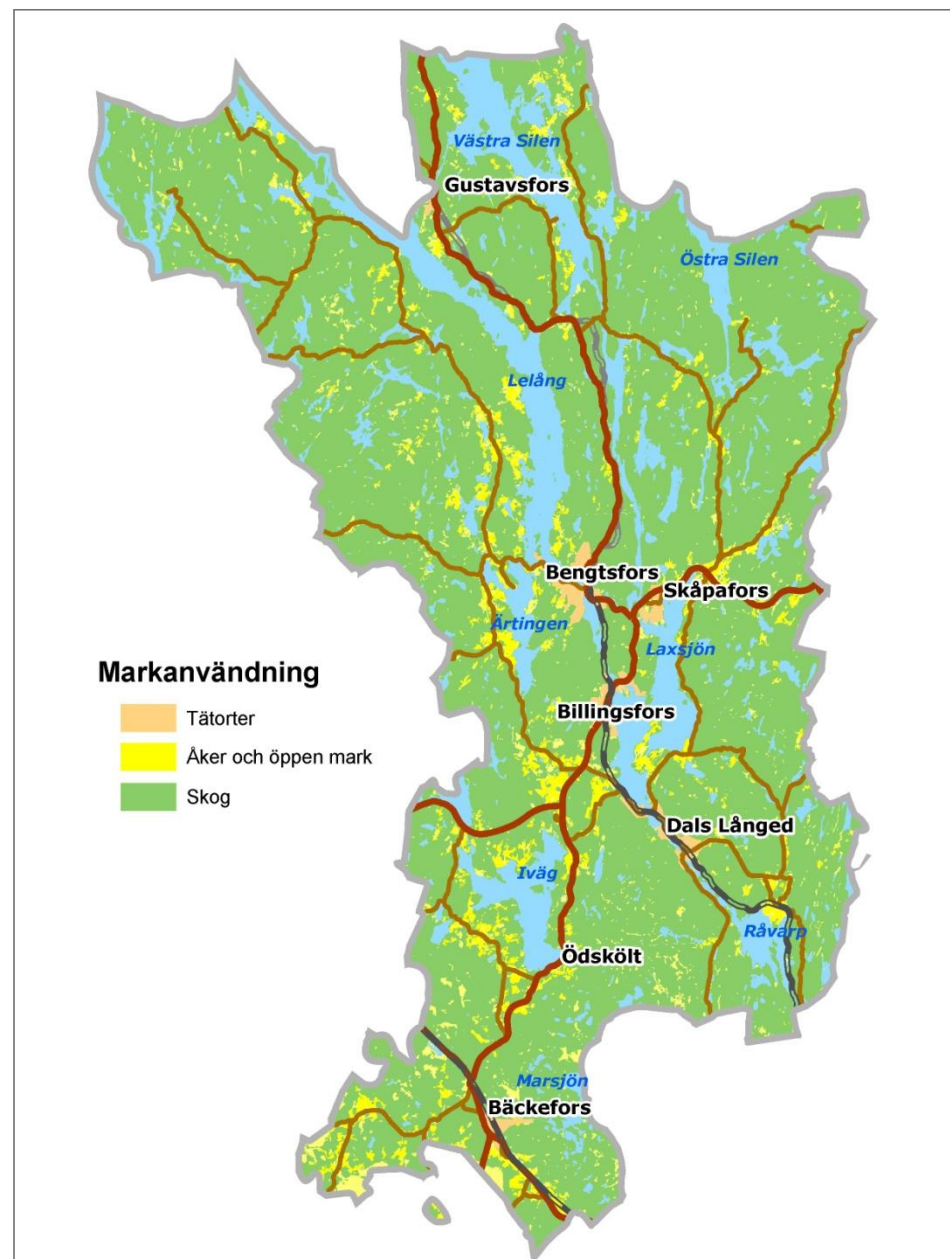 Västra Silen
Gustavsfors
Östra Silen
Lelång
Bengtsfors
Skåpafors
Ärtingen
Laxsjön
Markanvändning
Tätorter
Billingsfors
Åker och öppen mark
Skog
Dals Långed
Iväg
Råvarp
Ödskölt
Marsjön
Bäckefors